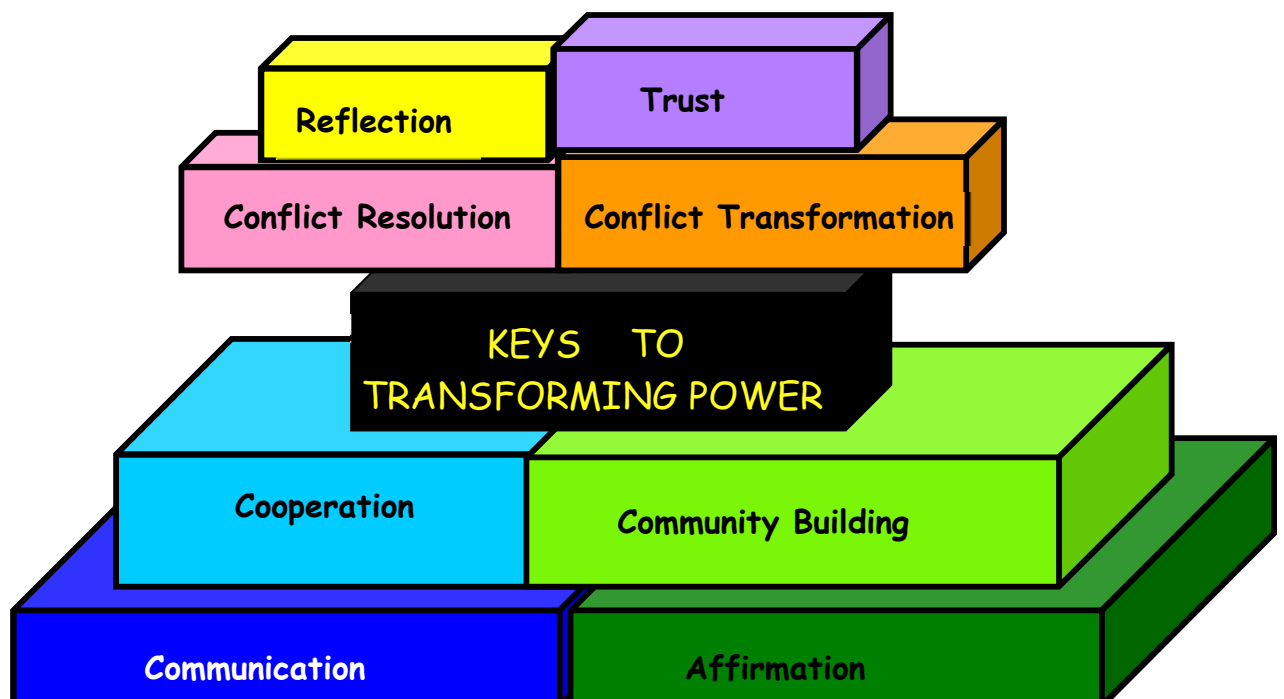 Reflection
Trust
Conflict Resolution
Conflict Transformation
KEYS TO
TRANSFORMING POWER
Cooperation
Community Building
Communication
Affirmation